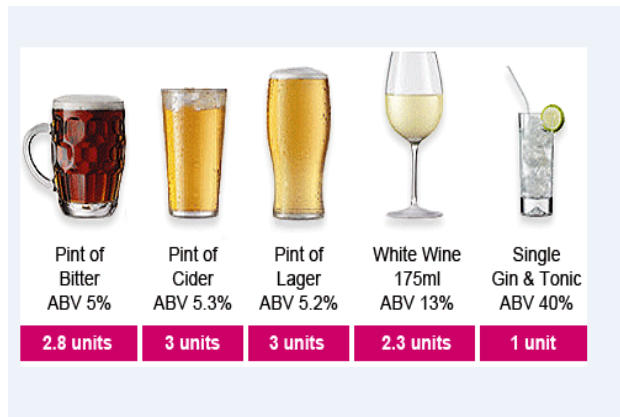 Pint of
Bitter
ABV 5%
2.8 units
Pint of
Cider
ABV 5.3%
3 units
Pint of
Lager
ABV 5.2%
3 units
White Wine
175ml
ABV 13%
2.3 units
Single
Gin & Tonic
ABV 40%
1 unit